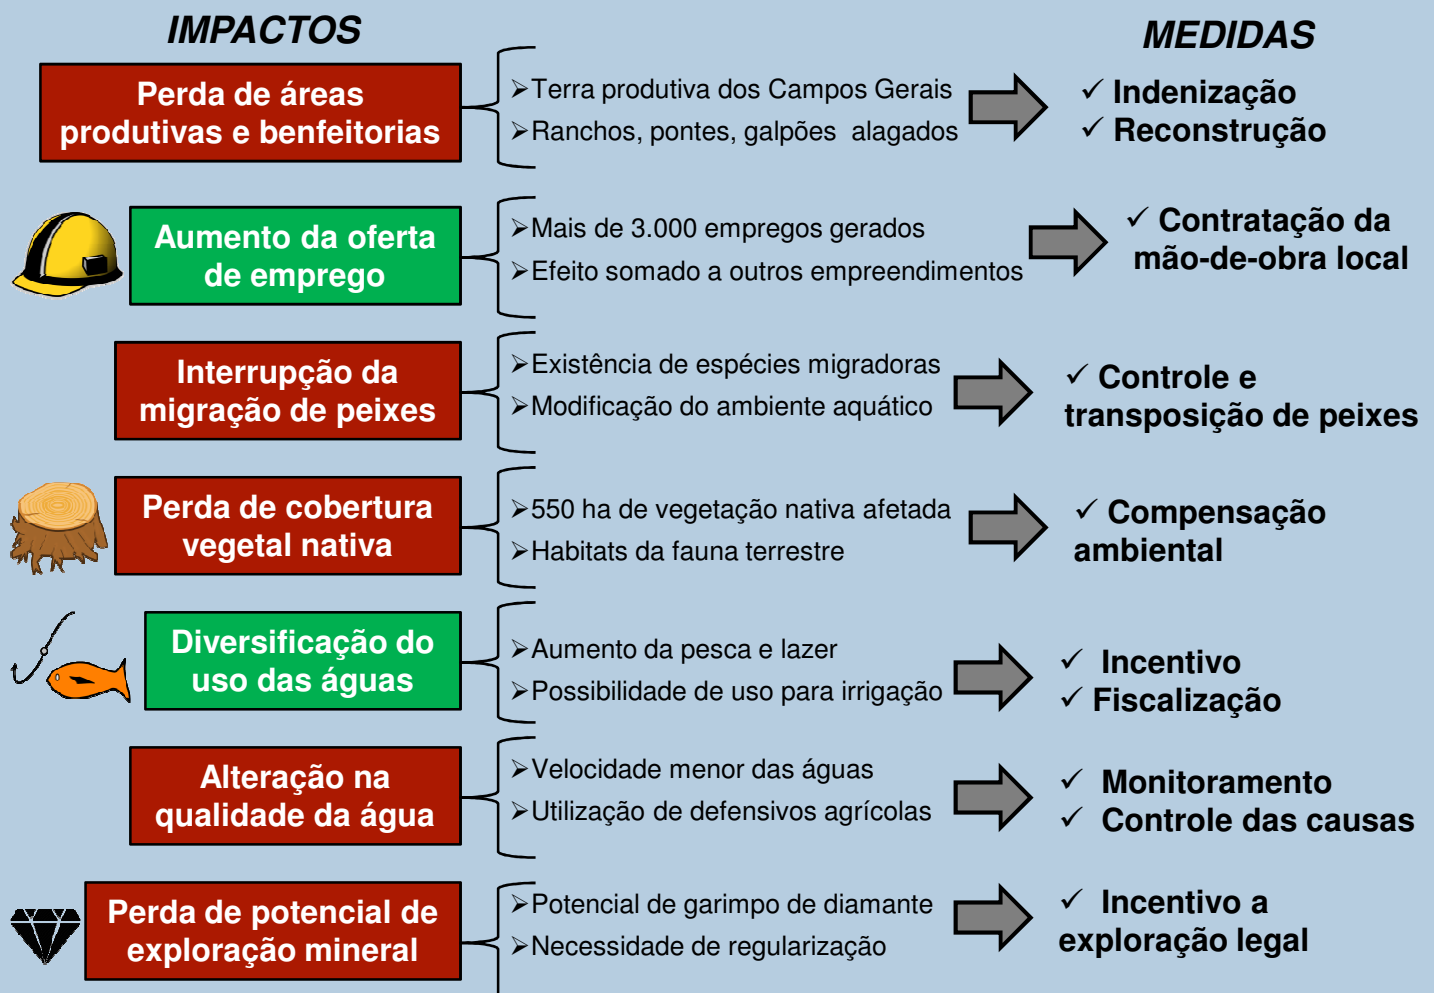 IMPACTOS
MEDIDAS
Perda de áreas
produtivas e benfeitorias
➢Terra produtiva dos Campos Gerais
➢Ranchos, pontes, galpões alagados
✓ Indenização
✓ Reconstrução
Aumento da oferta
de emprego
➢Mais de 3.000 empregos gerados
➢Efeito somado a outros empreendimentos
✓ Contratação da
mão-de-obra local
Interrupção da
migração de peixes
➢Existência de espécies migradoras
➢Modificação do ambiente aquático
✓ Controle e
transposição de peixes
Perda de cobertura
vegetal nativa
➢550 ha de vegetação nativa afetada
➢Habitats da fauna terrestre
✓ Compensação
ambiental
Diversificação do
uso das águas
➢Aumento da pesca e lazer
➢Possibilidade de uso para irrigação
✓ Incentivo
✓ Fiscalização
Alteração na
qualidade da água
➢Velocidade menor das águas
➢Utilização de defensivos agrícolas
✓ Monitoramento
✓ Controle das causas
Perda de potencial de
exploração mineral
➢Potencial de garimpo de diamante
➢Necessidade de regularização
✓ Incentivo a
exploração legal